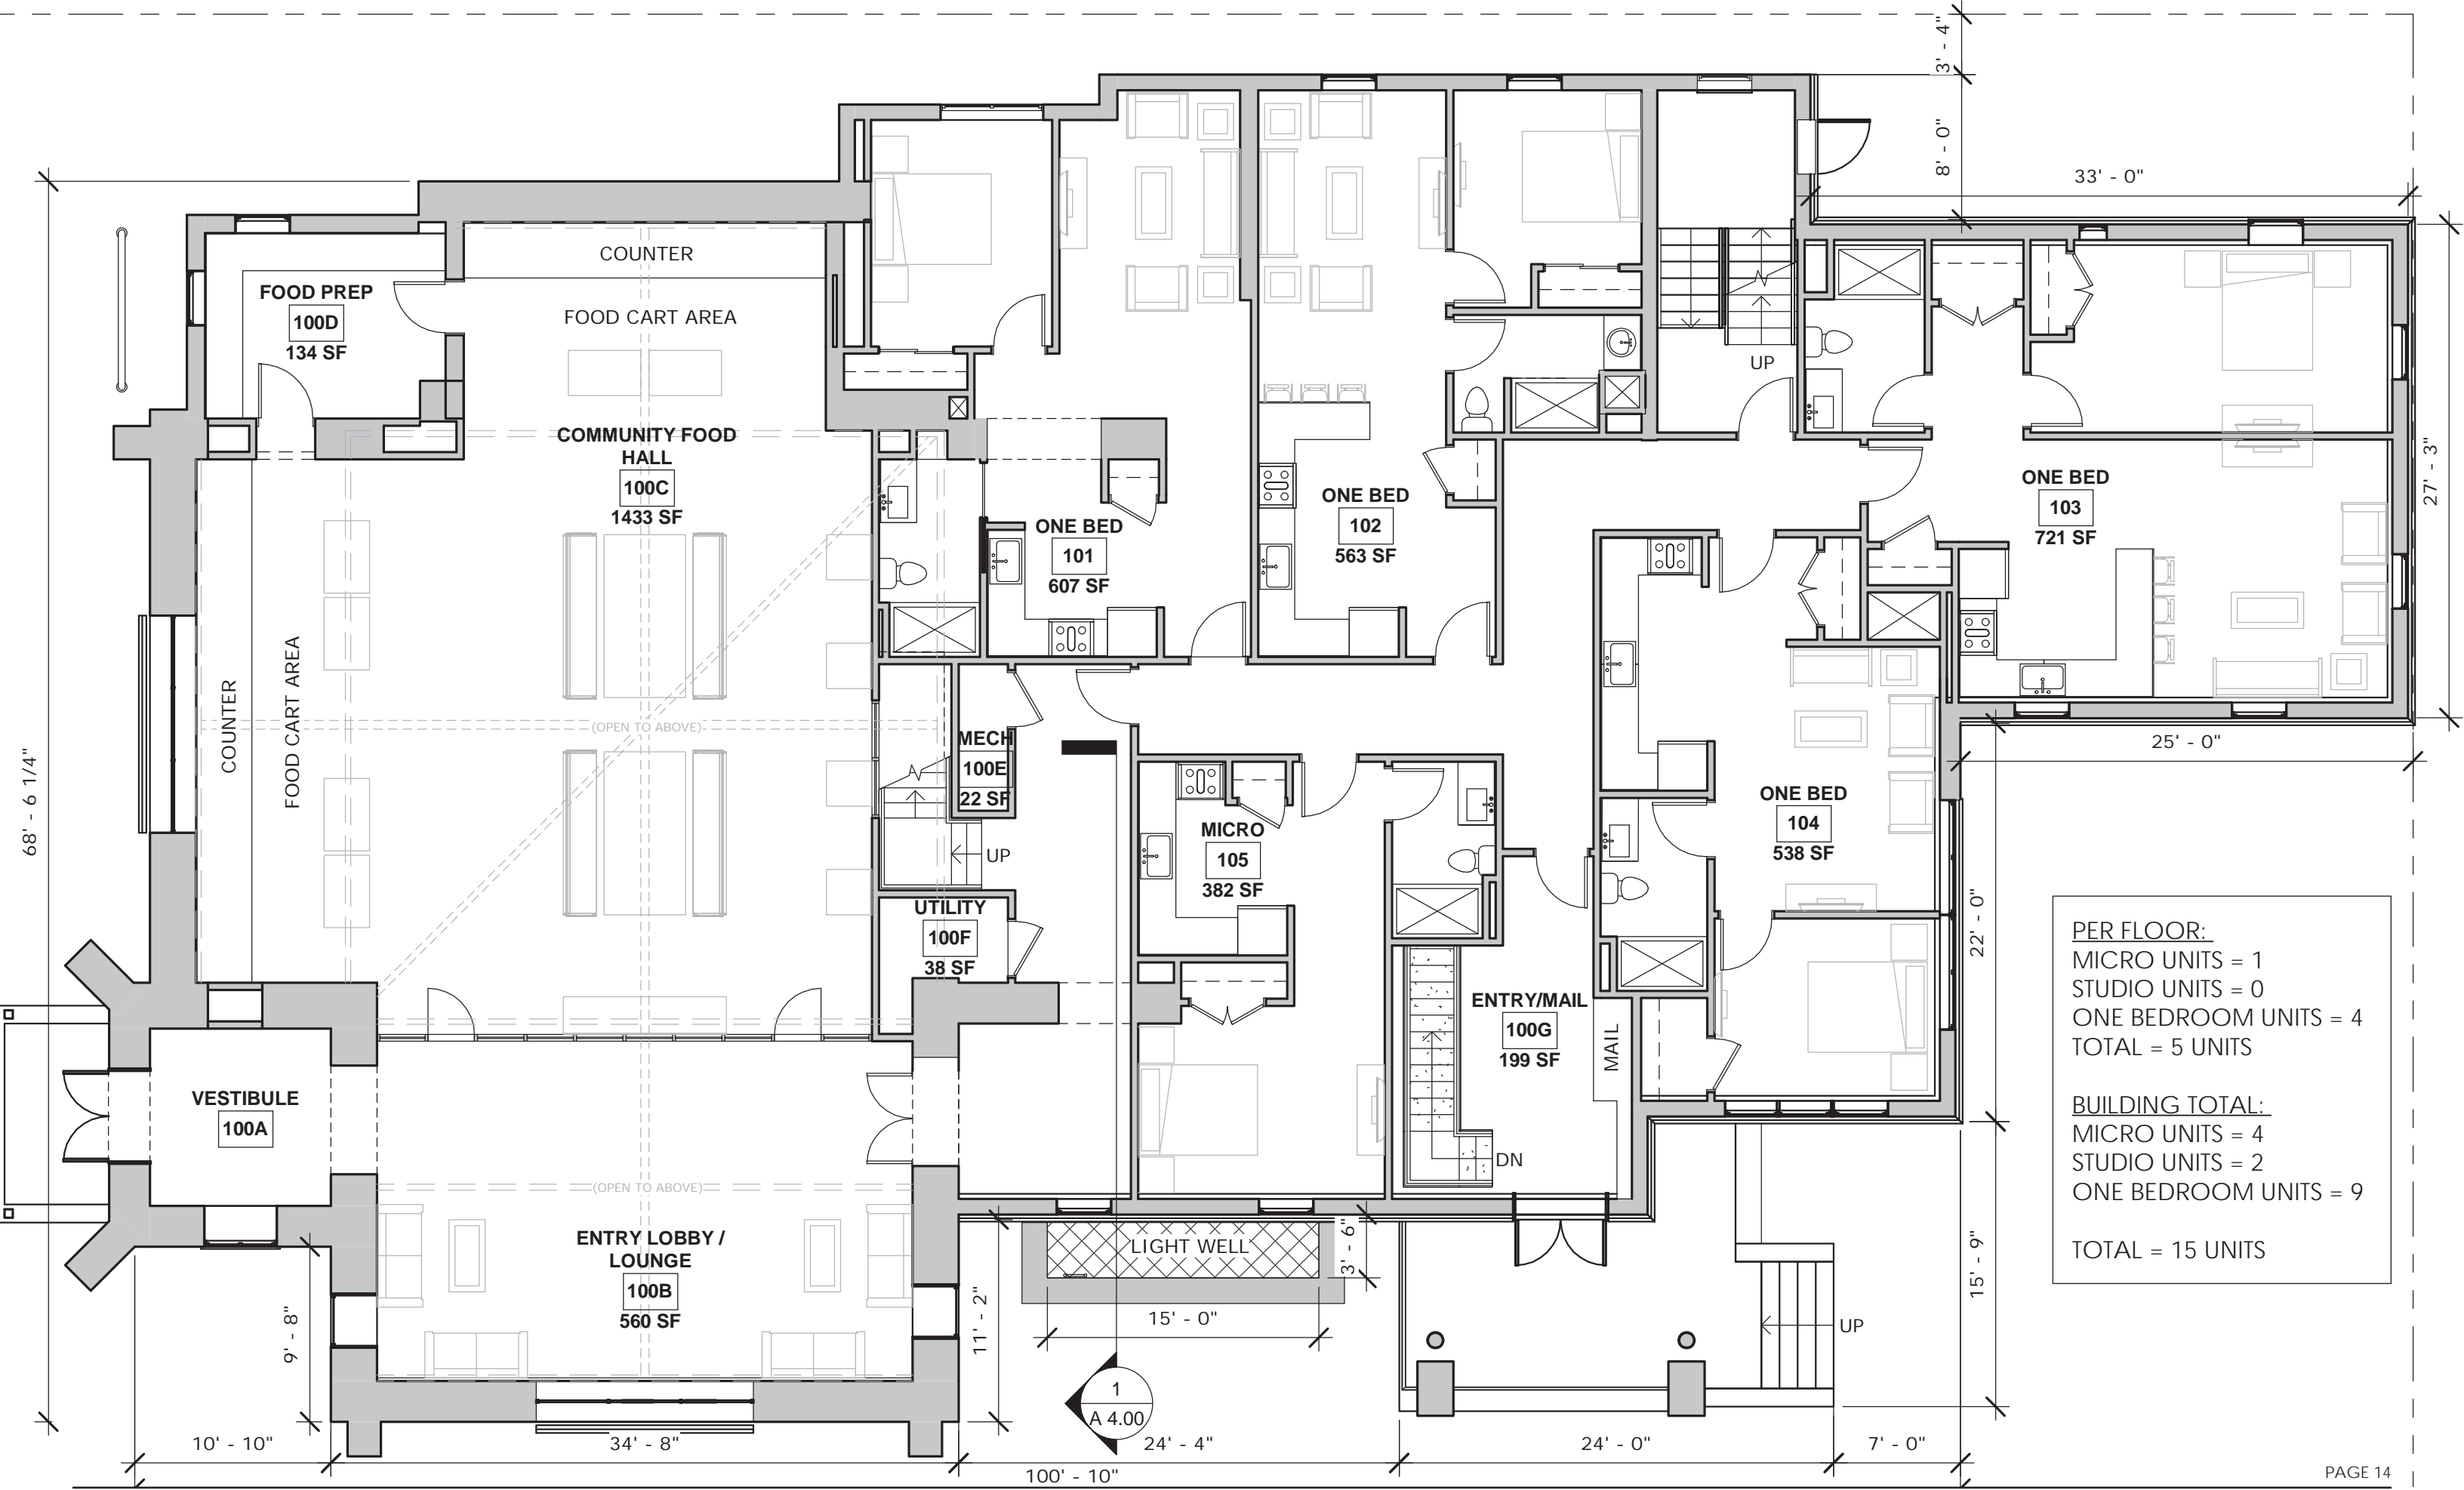 3' - 4"
8' - 0"
33' - 0"
COUNTER
FOOD PREP
100D
134 SF
FOOD CART AREA
UP
COMMUNITY FOOD
HALL
100C
1433 SF
ONE BED
101
607 SF
ONE BED
102
563 SF
ONE BED
103
721 SF
27' - 3"
68' - 6 1/4"
COUNTER
FOOD CART AREA
(OPEN TO ABOVE)
MECH
100E
22 SF
UP
MICRO
105
382 SF
ONE BED
104
538 SF
25' - 0"
22' - 0"
UTILITY
100F
38 SF
ENTRY/MAIL
100G
199 SF
MAIL
DN
VESTIBULE
100A
(OPEN TO ABOVE)
ENTRY LOBBY /
LOUNGE
100B
560 SF
LIGHT WELL
3' - 6"
15' - 0"
11' - 2"
9' - 8"
15' - 9"
UP
1
A 4.00
10' - 10"
34' - 8"
24' - 4"
24' - 0"
7' - 0"
100' - 10"
PER FLOOR:
MICRO UNITS = 1
STUDIO UNITS = 0
ONE BEDROOM UNITS = 4
TOTAL = 5 UNITS
BUILDING TOTAL:
MICRO UNITS = 4
STUDIO UNITS = 2
ONE BEDROOM UNITS = 9
TOTAL = 15 UNITS
PAGE 14